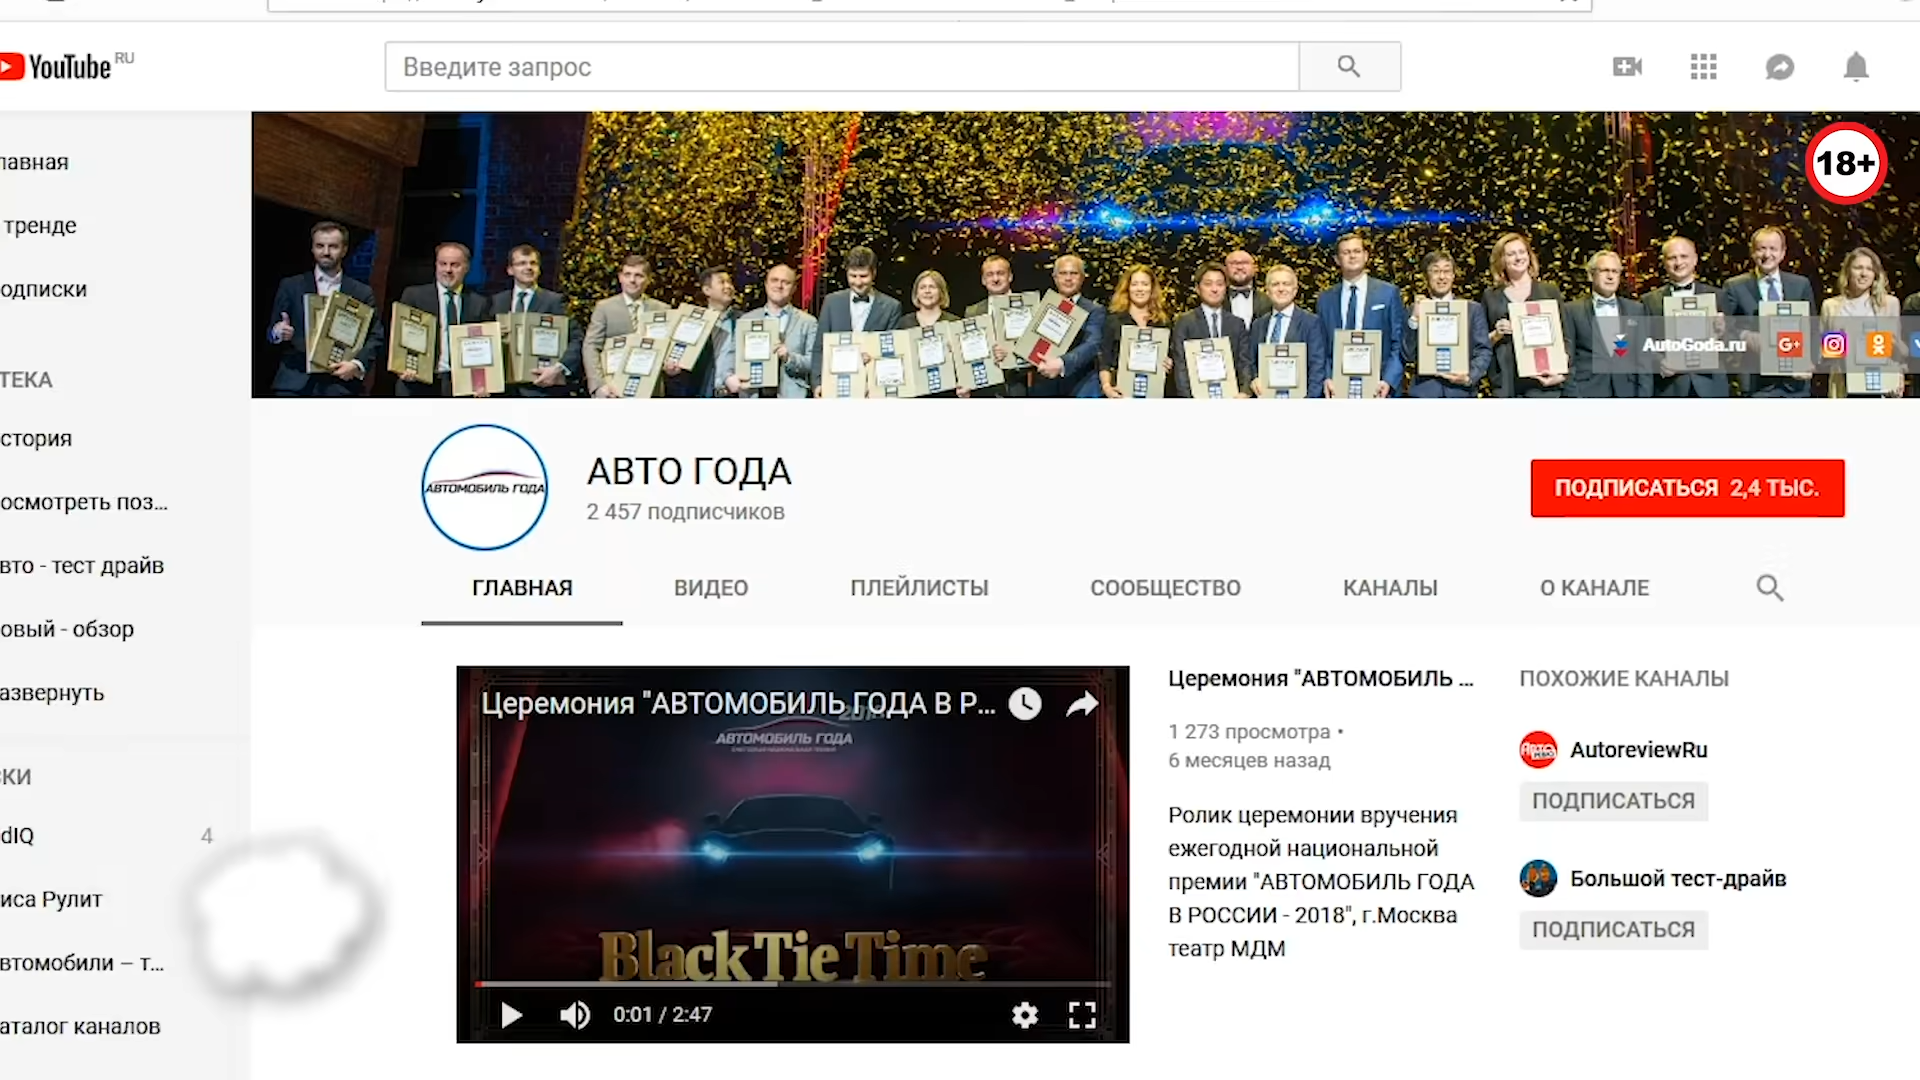 YouTube RU
Введите запрос
лавная
тренде
одписки
ТЕКА
стория
осмотреть поз...
вто - тест драйв
овый - обзор
азвернуть
КИ
dIQ 4
иса Рулит
втомобили – т...
аталог каналов
18+
AutoGoda.ru
G+
АВТОМОБИЛЬ ГОДА
АВТО ГОДА
2 457 подписчиков
ПОДПИСАТЬСЯ 2,4 ТЫС.
ГЛАВНАЯ ВИДЕО ПЛЕЙЛИСТЫ СООБЩЕСТВО КАНАЛЫ О КАНАЛЕ
Церемония "АВТОМОБИЛЬ ГОДА В Р...
АВТОМОБИЛЬ ГОДА
BlackTieTime
0:01 / 2:47
Церемония "АВТОМОБИЛЬ ...
1 273 просмотра •
6 месяцев назад
Ролик церемонии вручения
ежегодной национальной
премии "АВТОМОБИЛЬ ГОДА
В РОССИИ - 2018", г.Москва
театр МДМ
ПОХОЖИЕ КАНАЛЫ
AutoreviewRu
ПОДПИСАТЬСЯ
Большой тест-драйв
ПОДПИСАТЬСЯ